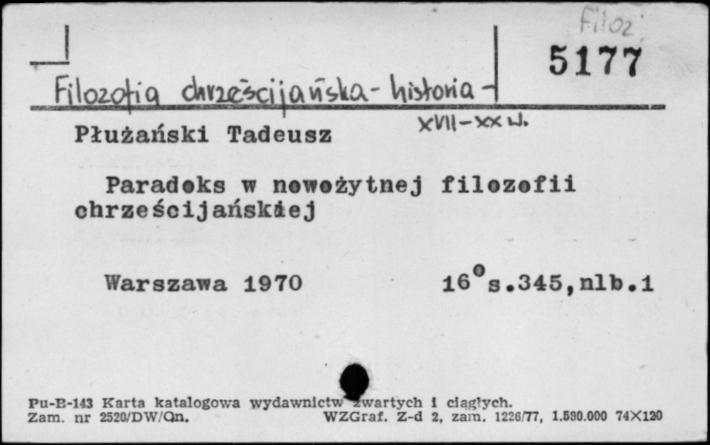 Filoz.
5177
Filozofia chrześcijańska - historia -
XVII-XX w.
Płużański Tadeusz
Paradoks w nowożytnej filozofii
chrześcijańskiej
Warszawa 1970 16° s.345,nlb.1
Pu-B-143 Karta katalogowa wydawnictw zwartych i ciągłych.
Zam. nr 2520/DW/Qn. WZGraf. Z-d 2, zam. 1226/77, 1.580.000 74X120